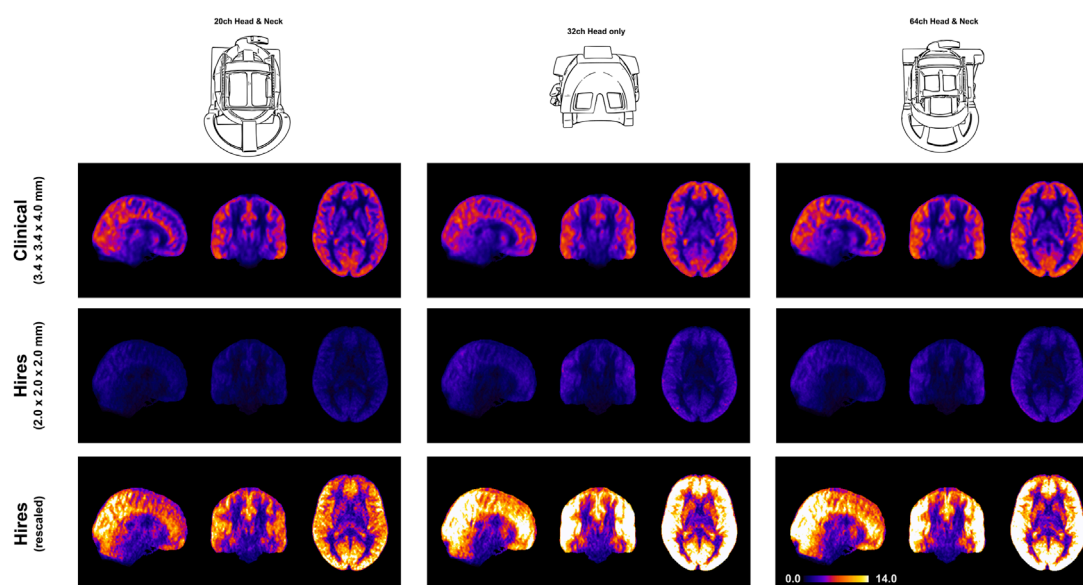 20ch Head & Neck
32ch Head only
64ch Head & Neck
Clinical
(3.4 x 3.4 x 4.0 mm)
Hires
(2.0 x 2.0 x 2.0 mm)
Hires
(rescaled)
0.0 14.0